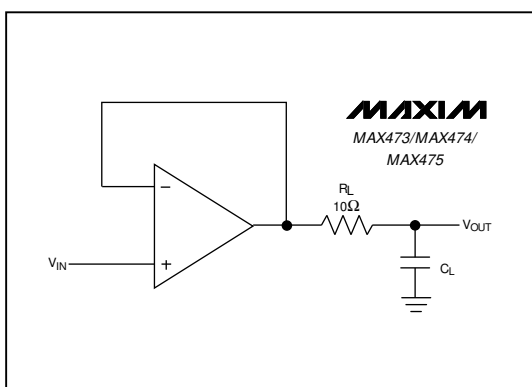 MAXIM
MAX473/MAX474/
MAX475
RL
10Ω
−
+
VIN
VOUT
CL